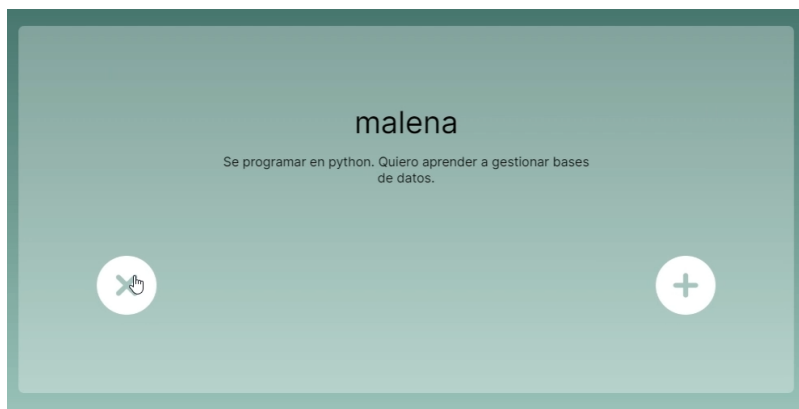 malena
Se programar en python. Quiero aprender a gestionar bases
de datos.